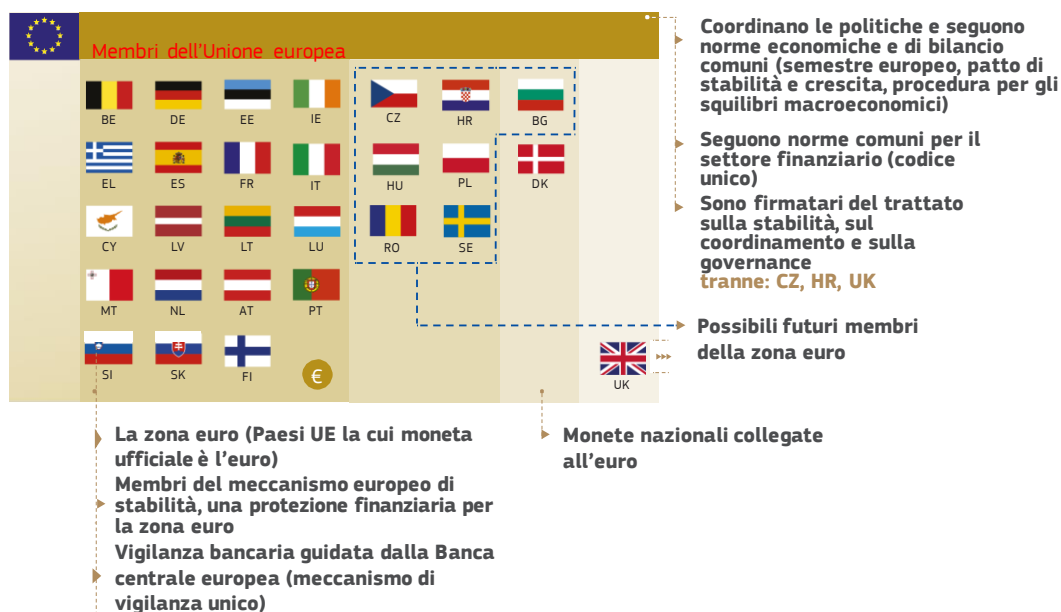 Membri dell'Unione europea
BE DE EE IE CZ HR BG
EL ES FR IT HU PL DK
CY LV LT LU RO SE
MT NL AT PT
SI SK FI € UK
Coordinano le politiche e seguono
norme economiche e di bilancio
comuni (semestre europeo, patto di
stabilità e crescita, procedura per gli
squilibri macroeconomici)
Seguono norme comuni per il
settore finanziario (codice
unico)
Sono firmatari del trattato
sulla stabilità, sul
coordinamento e sulla
governance
tranne: CZ, HR, UK
Possibili futuri membri
della zona euro
La zona euro (Paesi UE la cui moneta
ufficiale è l'euro)
Membri del meccanismo europeo di
stabilità, una protezione finanziaria per
la zona euro
Vigilanza bancaria guidata dalla Banca
centrale europea (meccanismo di
vigilanza unico)
Monete nazionali collegate
all'euro